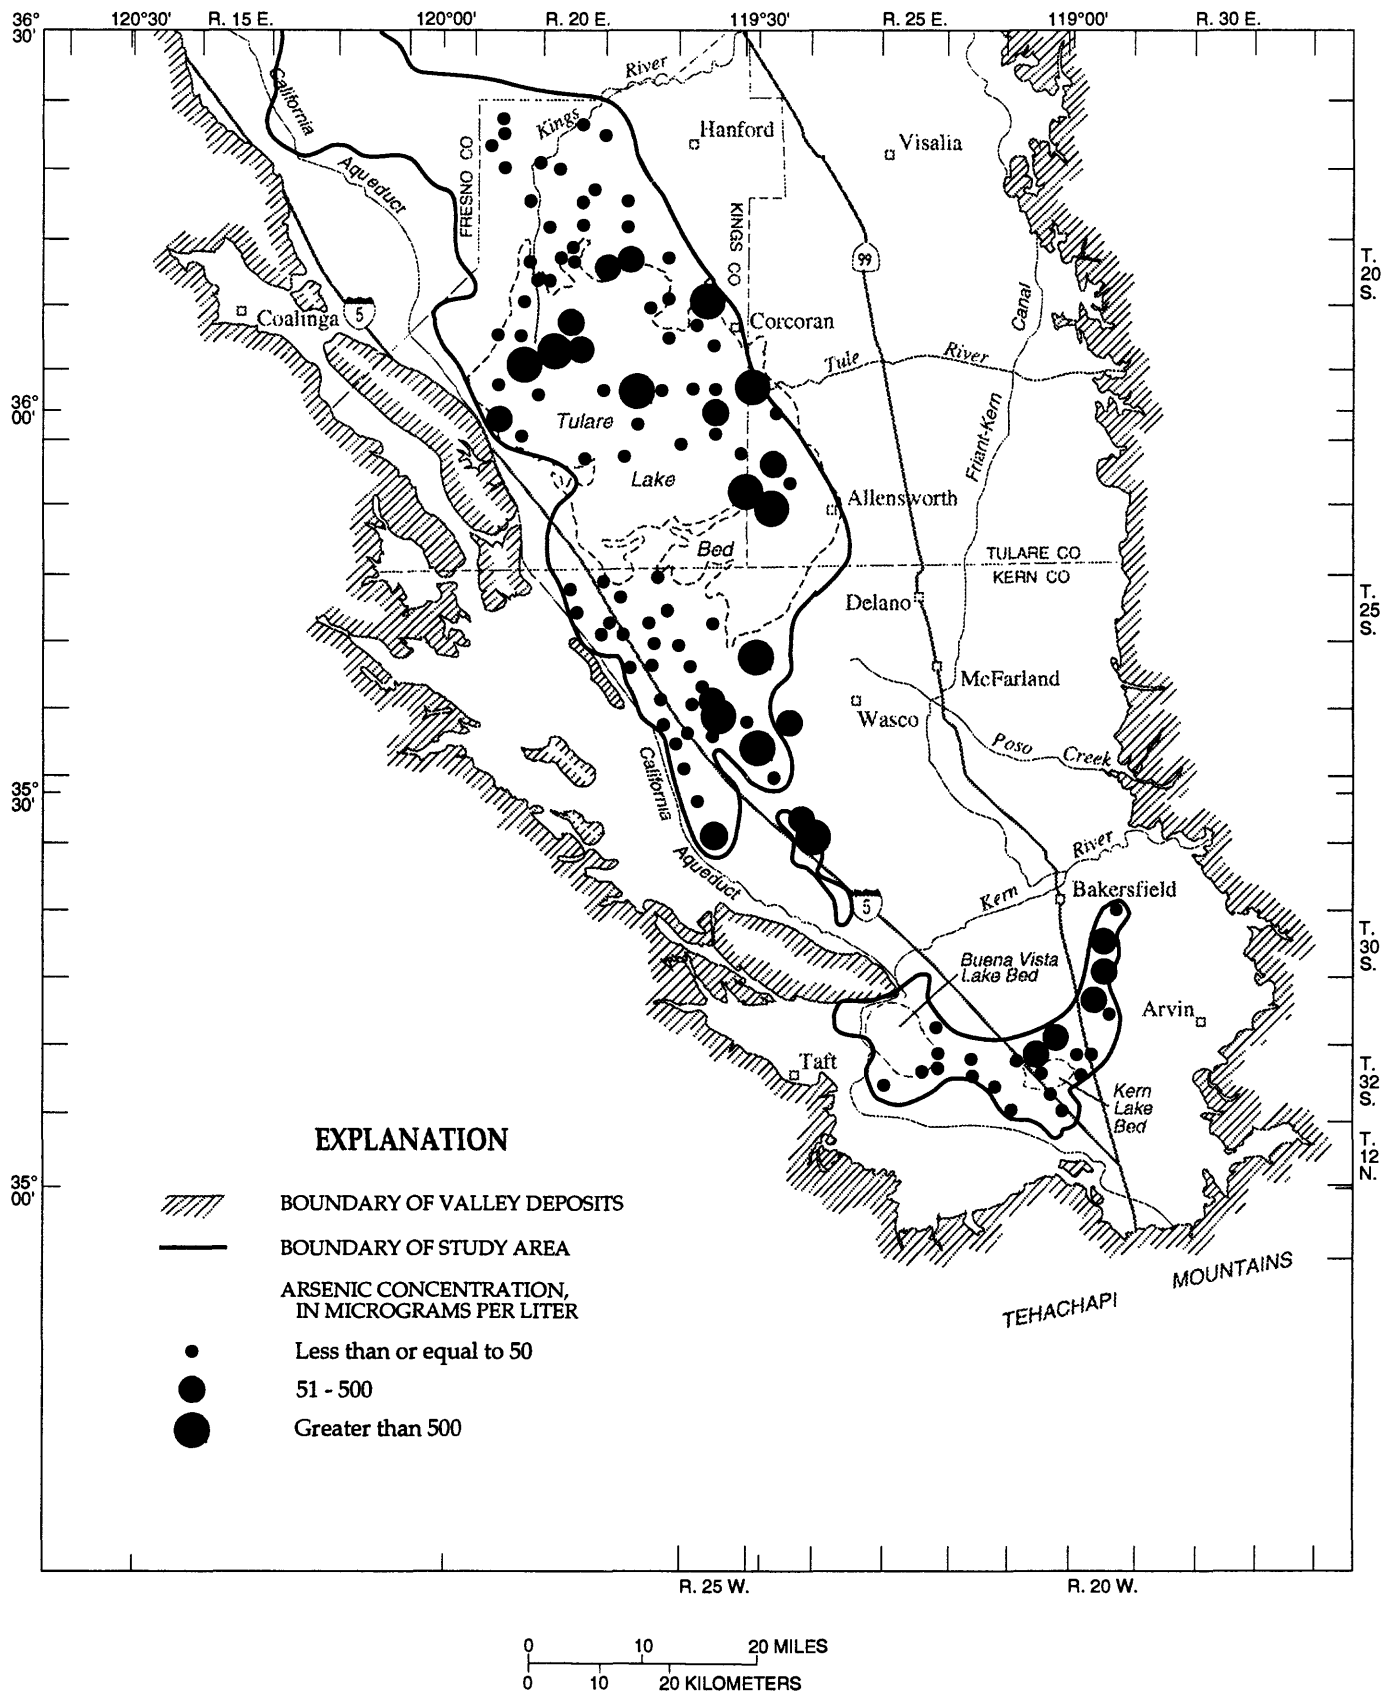 120°30' R. 15 E. 120°00' R. 20 E. 119°30' R. 25 E. 119°00' R. 30 E.
36°
30'
River
California
Kings
Hanford
Visalia
FRESNO CO
Aqueduct
KINGS CO
99
T.
20
S.
Coalinga
5
Corcoran
Canal
Tule River
36°
00'
Tulare
Friant-Kern
Lake
Allensworth
Bed
TULARE CO
KERN CO
Delano
T.
25
S.
McFarland
Wasco
Poso Creek
California
35°
30'
River
Aqueduct
Kern
Bakersfield
5
T.
30
S.
Buena Vista
Lake Bed
Arvin
Taft
T.
32
S.
Kern
Lake
Bed
T.
12
N.
35°
00'
EXPLANATION
BOUNDARY OF VALLEY DEPOSITS
BOUNDARY OF STUDY AREA
ARSENIC CONCENTRATION,
IN MICROGRAMS PER LITER
Less than or equal to 50
51 - 500
Greater than 500
TEHACHAPI MOUNTAINS
R. 25 W. R. 20 W.
0 10 20 MILES
0 10 20 KILOMETERS